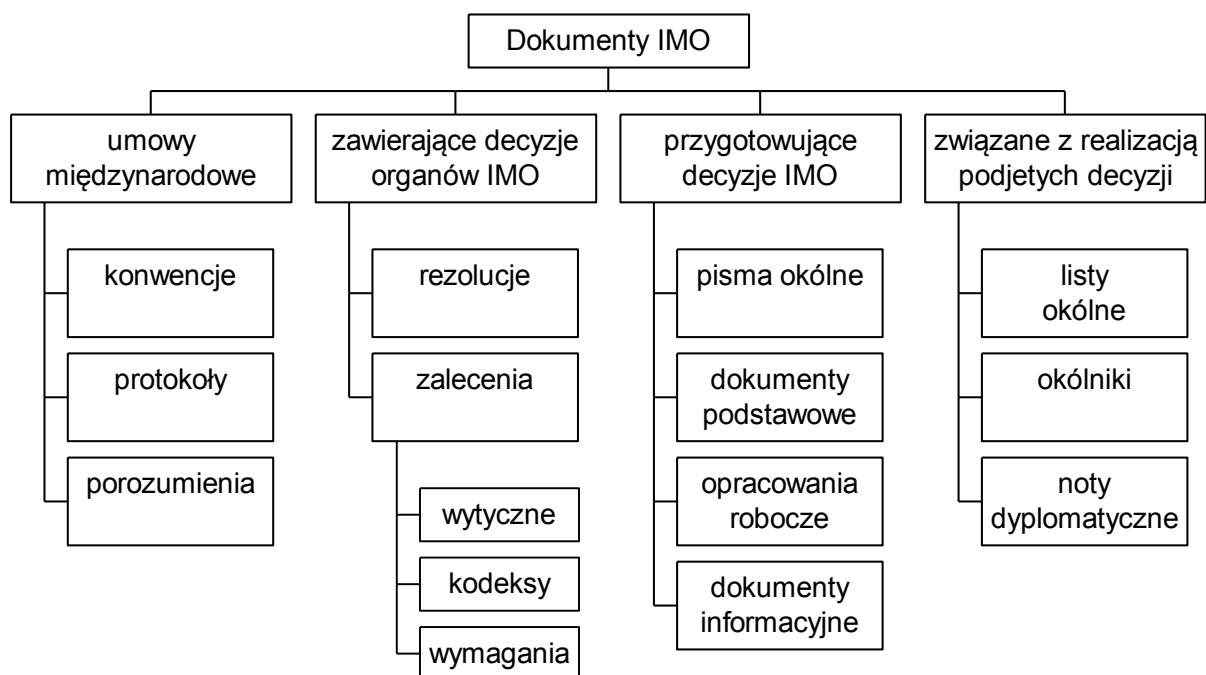 Dokumenty IMO
umowy
międzynarodowe
zawierające decyzje
organów IMO
przygotowujące
decyzje IMO
związane z realizacją
podjetych decyzji
konwencje
protokoły
porozumienia
rezolucje
zalecenia
wytyczne
kodeksy
wymagania
pisma okólne
dokumenty
podstawowe
opracowania
robocze
dokumenty
informacyjne
listy
okólne
okólniki
noty
dyplomatyczne